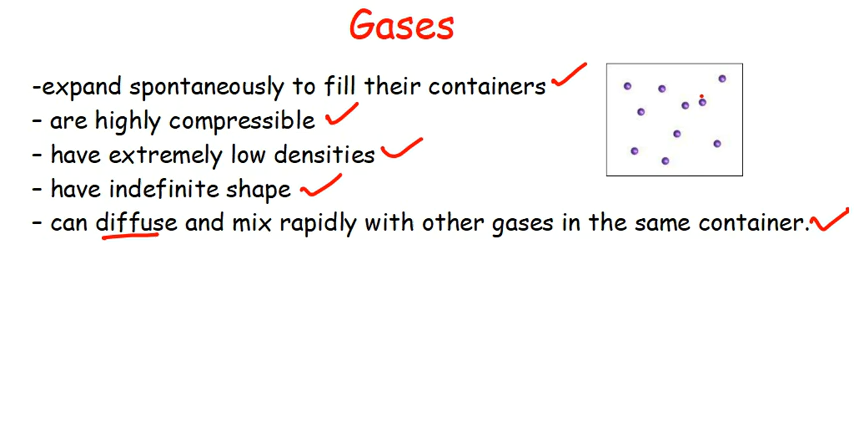 Gases
-expand spontaneously to fill their containers
- are highly compressible
- have extremely low densities
- have indefinite shape
- can diffuse and mix rapidly with other gases in the same container.